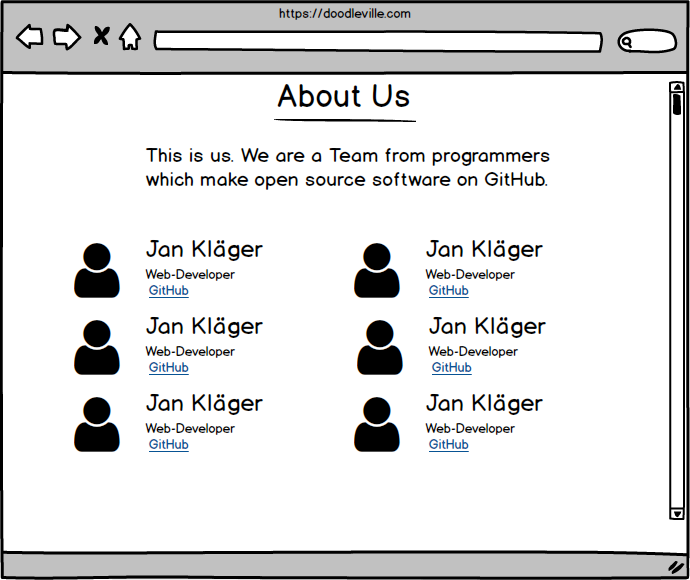 https://doodleville.com
About Us
This is us. We are a Team from programmers
which make open source software on GitHub.
Jan Kläger
Web-Developer
GitHub
Jan Kläger
Web-Developer
GitHub
Jan Kläger
Web-Developer
GitHub
Jan Kläger
Web-Developer
GitHub
Jan Kläger
Web-Developer
GitHub
Jan Kläger
Web-Developer
GitHub